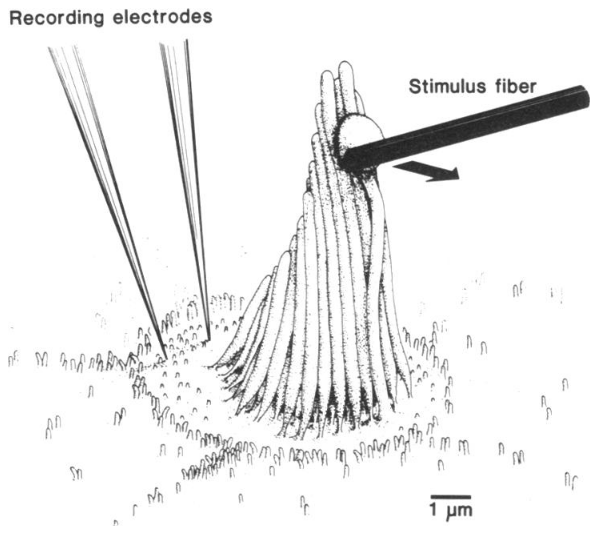 Recording electrodes
Stimulus fiber
1 µm